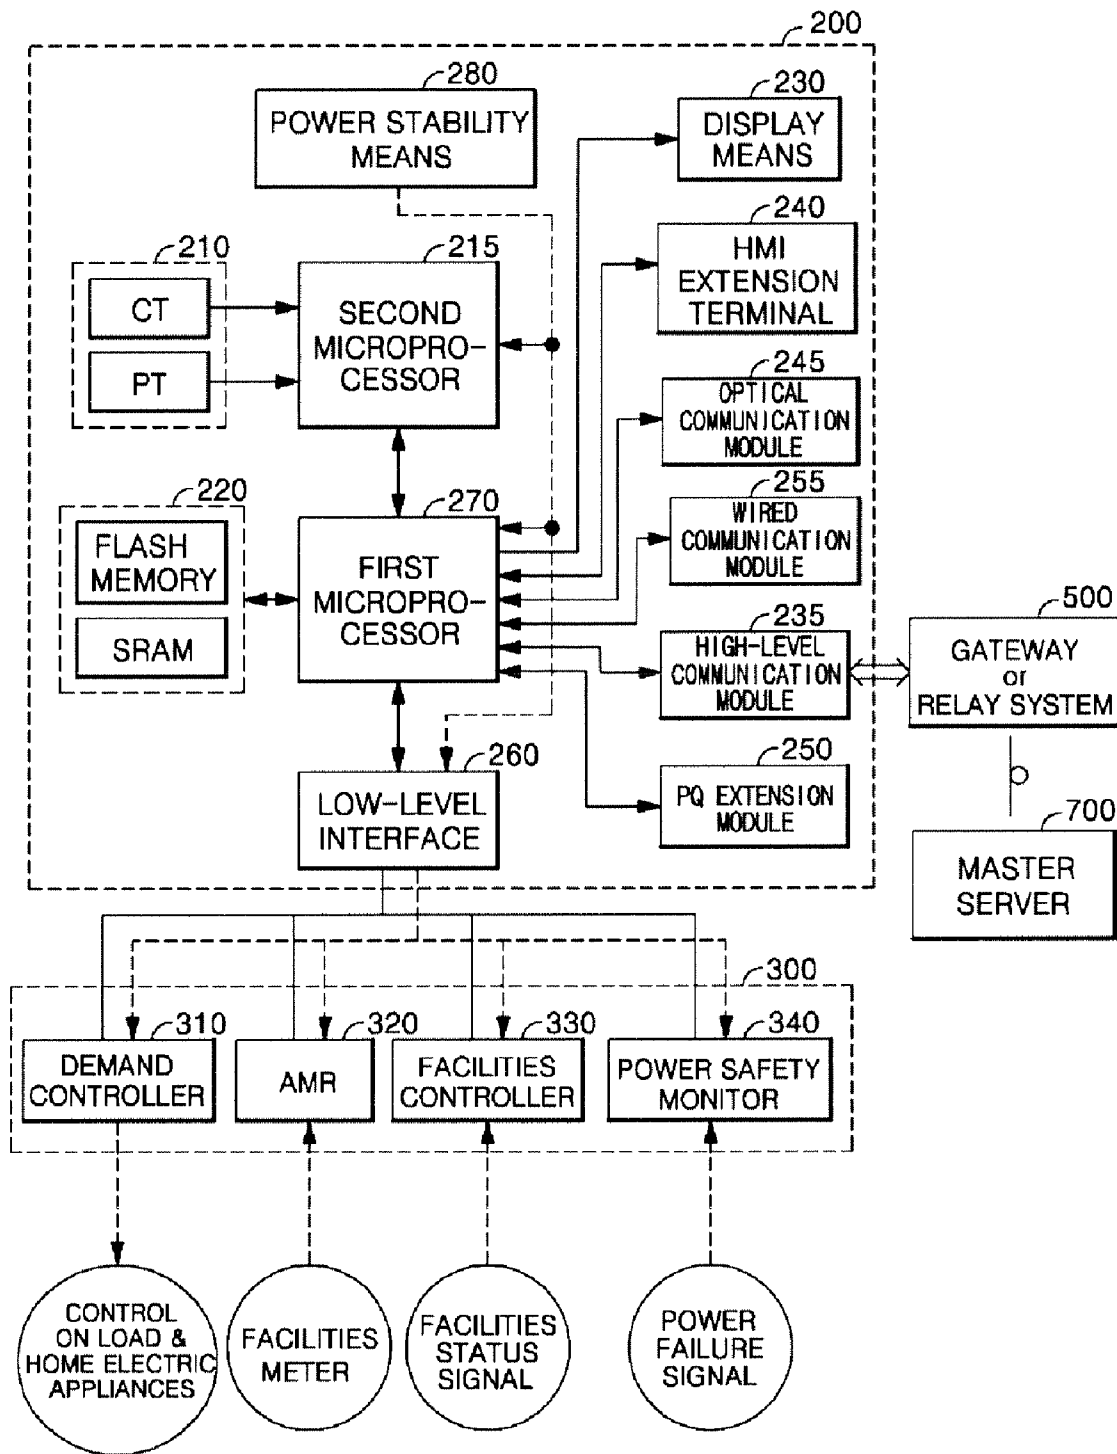 200
280
POWER STABILITY
MEANS
230
DISPLAY
MEANS
240
HMI
EXTENSION
TERMINAL
210
CT
PT
215
SECOND
MICROPRO-
CESSOR
245
OPTICAL
COMMUNICATION
MODULE
255
WIRED
COMMUNICATION
MODULE
220
FLASH
MEMORY
SRAM
270
FIRST
MICROPRO-
CESSOR
235
HIGH-LEVEL
COMMUNICATION
MODULE
500
GATEWAY
or
RELAY SYSTEM
260
LOW-LEVEL
INTERFACE
250
PQ EXTENSION
MODULE
700
MASTER
SERVER
300
310
DEMAND
CONTROLLER
320
AMR
330
FACILITIES
CONTROLLER
340
POWER SAFETY
MONITOR
CONTROL
ON LOAD &
HOME ELECTRIC
APPLIANCES
FACILITIES
METER
FACILITIES
STATUS
SIGNAL
POWER
FAILURE
SIGNAL